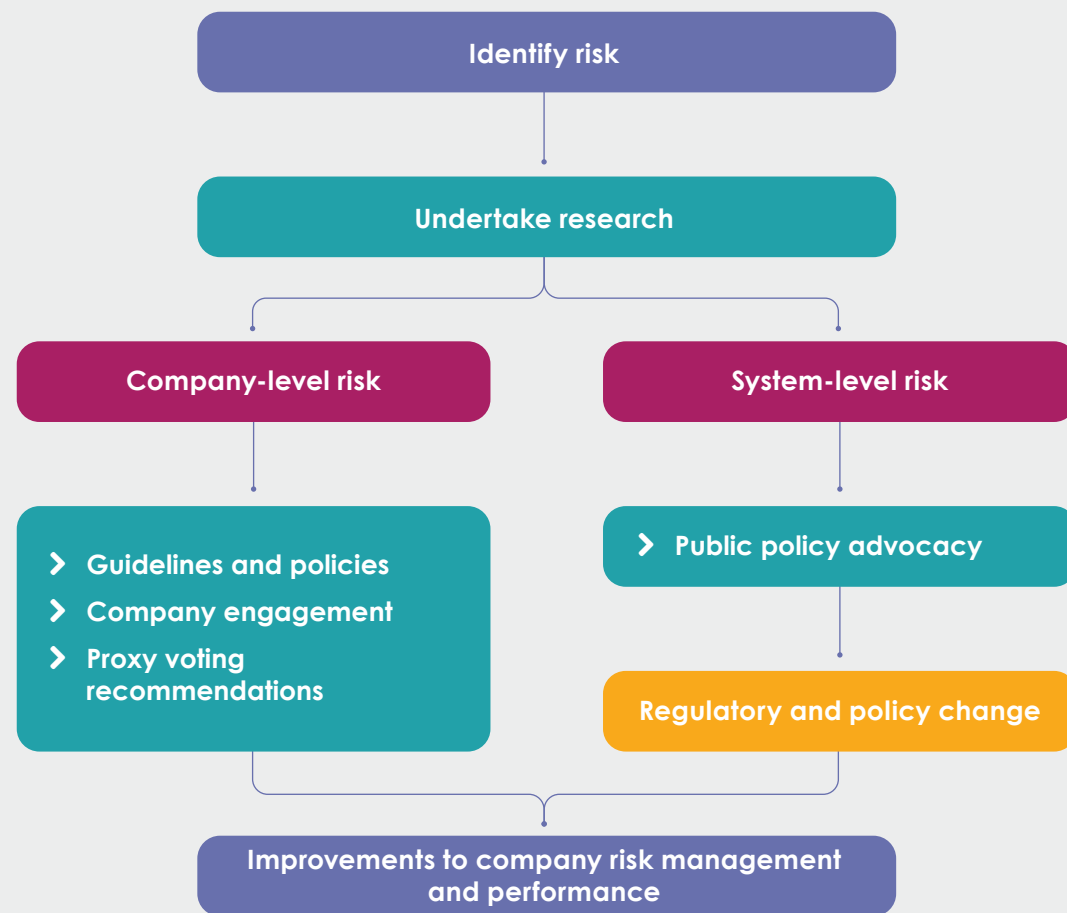 Identify risk
Undertake research
Company-level risk
System-level risk
Guidelines and policies
Company engagement
Proxy voting
recommendations
Public policy advocacy
Regulatory and policy change
Improvements to company risk management
and performance